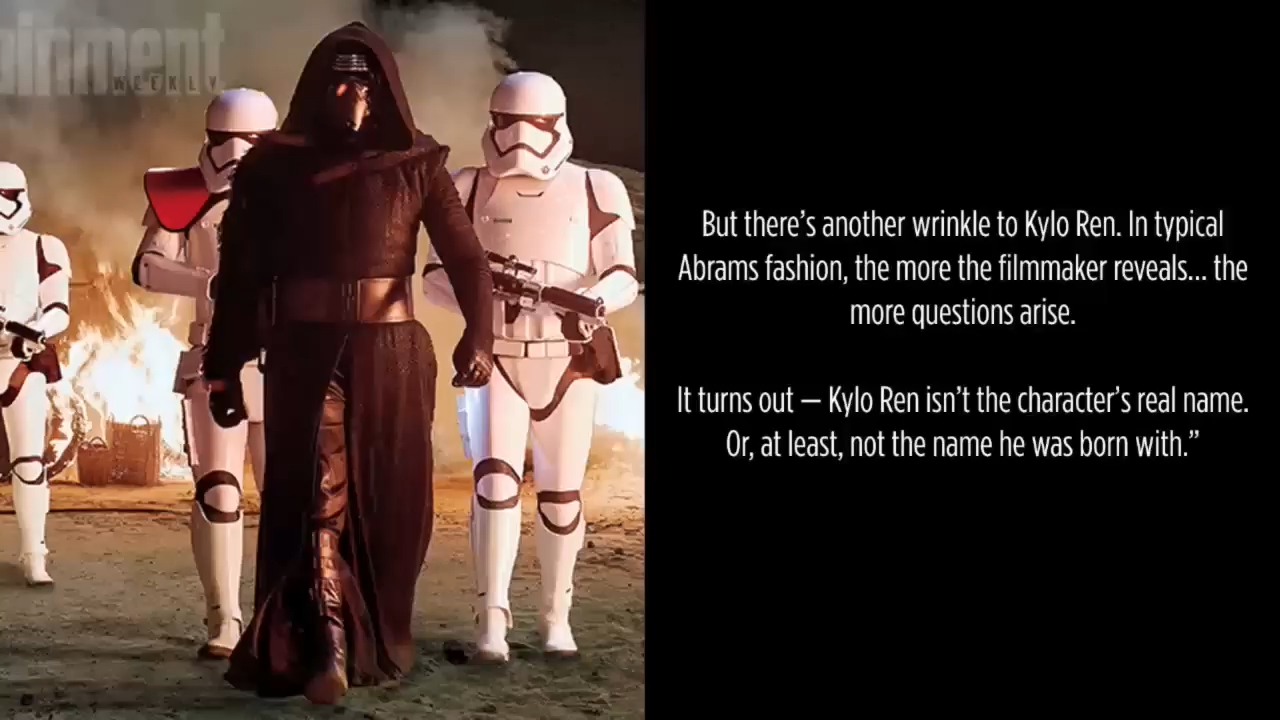 ainment
WEEKLY
But there’s another wrinkle to Kylo Ren. In typical
Abrams fashion, the more the filmmaker reveals... the
more questions arise.
It turns out — Kylo Ren isn’t the character’s real name.
Or, at least, not the name he was born with.”